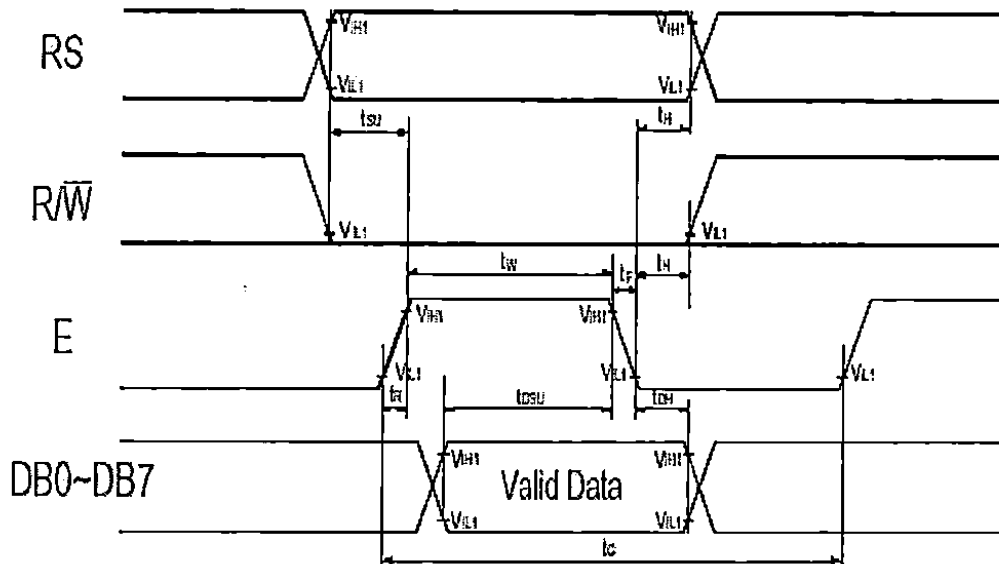 RS
VIH1
VIH1
VIL1
VIL1
tSU
tH
R/W̅
VIL1
VIL1
tW
tF
tH
E
VIH1
VIH1
VIL1
VIL1
VIL1
tR
tDSU
tDH
DB0~DB7
VIH1
Valid Data
VIH1
VIL1
VIL1
tC